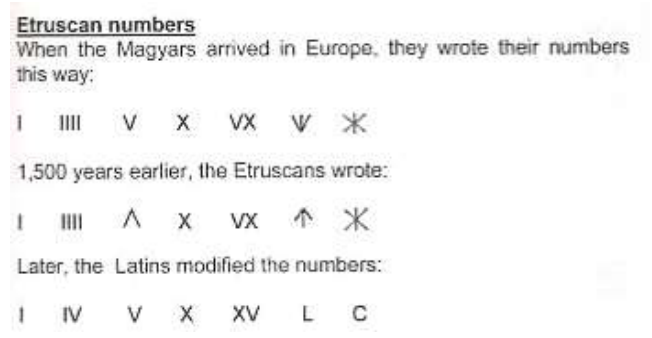 Etruscan numbers
When the Magyars arrived in Europe, they wrote their numbers
this way:
I IIII V X VX ⩛ 𐌟
1,500 years earlier, the Etruscans wrote:
I IIII Λ X VX ↑ 𐌟
Later, the Latins modified the numbers:
I IV V X XV L C